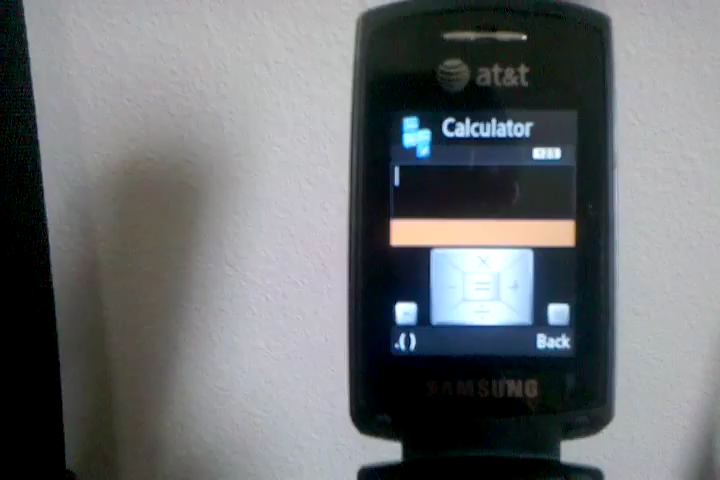 at&t
Calculator
123
.() Back
SAMSUNG